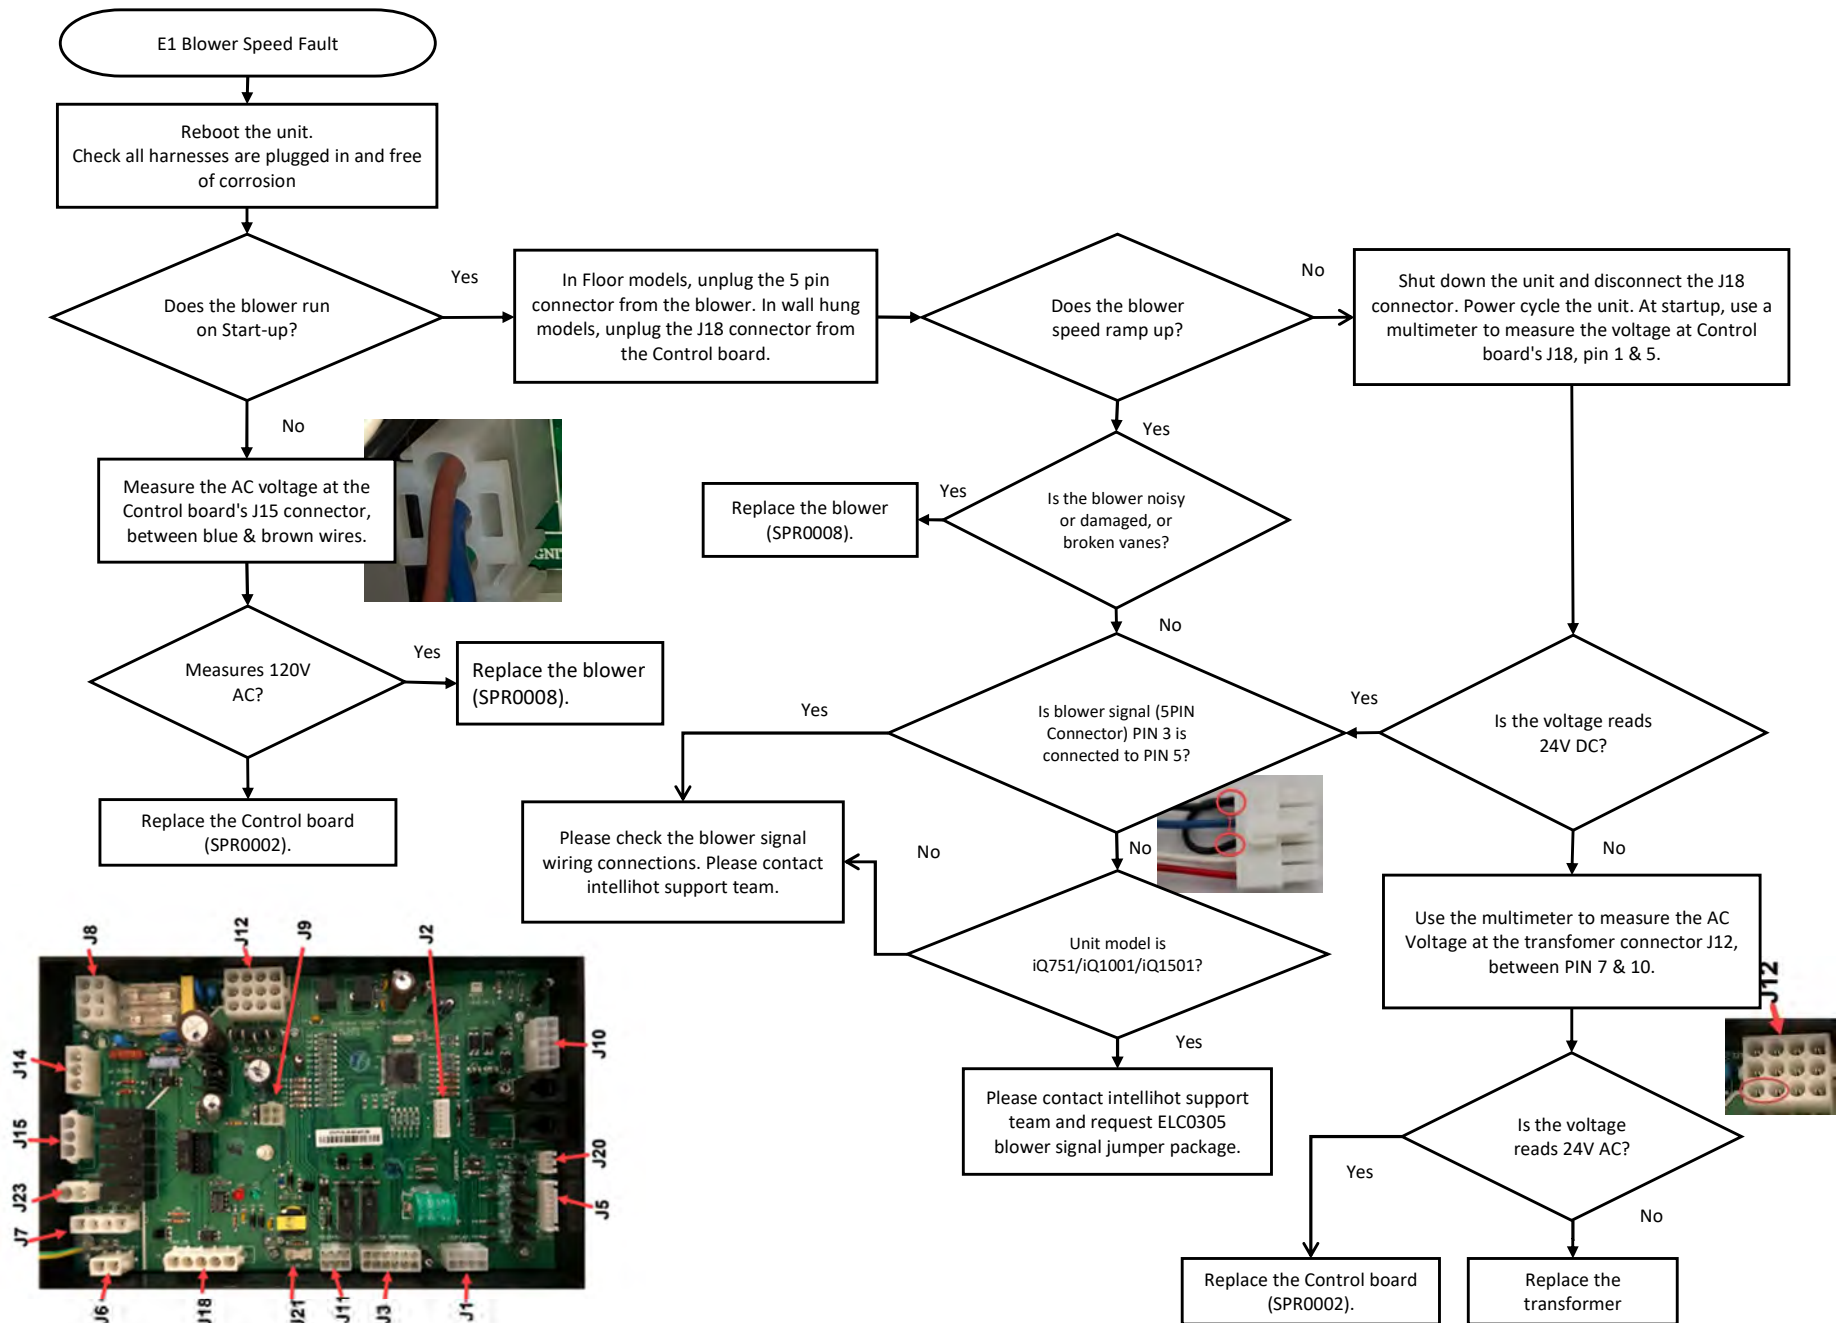 E1 Blower Speed Fault
Reboot the unit.
Check all harnesses are plugged in and free
of corrosion
Does the blower run
on Start-up?
Yes
In Floor models, unplug the 5 pin
connector from the blower. In wall hung
models, unplug the J18 connector from
the Control board.
Does the blower
speed ramp up?
No
Shut down the unit and disconnect the J18
connector. Power cycle the unit. At startup, use a
multimeter to measure the voltage at Control
board's J18, pin 1 & 5.
No
Measure the AC voltage at the
Control board's J15 connector,
between blue & brown wires.
Yes
Is the blower noisy
or damaged, or
broken vanes?
Yes
Replace the blower
(SPR0008).
No
Measures 120V
AC?
Yes
Replace the blower
(SPR0008).
Replace the Control board
(SPR0002).
Is blower signal (5PIN
Connector) PIN 3 is
connected to PIN 5?
Yes
Yes
Is the voltage reads
24V DC?
Please check the blower signal
wiring connections. Please contact
intellihot support team.
No
No
No
Unit model is
iQ751/iQ1001/iQ1501?
Use the multimeter to measure the AC
Voltage at the transfomer connector J12,
between PIN 7 & 10.
J12
Yes
Please contact intellihot support
team and request ELC0305
blower signal jumper package.
Is the voltage
reads 24V AC?
Yes
No
Replace the Control board
(SPR0002).
Replace the
transformer
J8
J12
J9
J2
J10
J14
J15
J23
J7
J6
J18
J21
J11
J3
J1
J5
J20